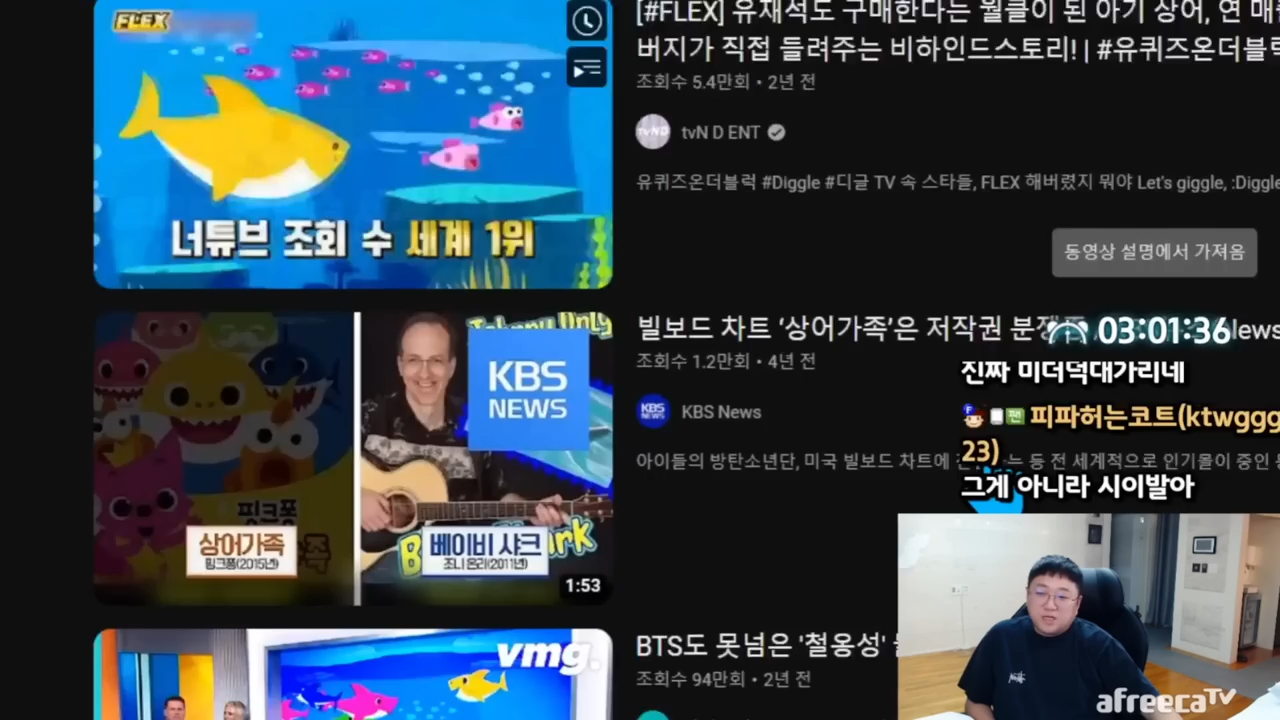 FLEX
너튜브 조회 수 세계 1위
[#FLEX] 유재석도 구매한다는 월클이 된 아기 상어, 연 매
버지가 직접 들려주는 비하인드스토리! | #유퀴즈온더블럭
조회수 5.4만회 • 2년 전
tvN D
tvN D ENT
유퀴즈온더블럭 #Diggle #디글 TV 속 스타들, FLEX 해버렸지 뭐야 Let's giggle, :Diggle
동영상 설명에서 가져옴
Johnny Only
KBS
NEWS
핑크퐁
상어가족
핑크퐁(2015년)
베이비 샤크
조니 온리(2011년)
1:53
빌보드 차트 '상어가족'은 저작권 분쟁
조회수 1.2만회 • 4년 전
KBS
NEWS
KBS News
아이들의 방탄소년단, 미국 빌보드 차트에
는 등 전 세계적으로 인기몰이 중인
03:01:36
진짜 미더덕대가리네
팬 피파허는코트(ktwggg
23)
그게 아니라 시이발아
vmg.
BTS도 못넘은 '철옹성'
조회수 94만회 • 2년 전
afreecaTV